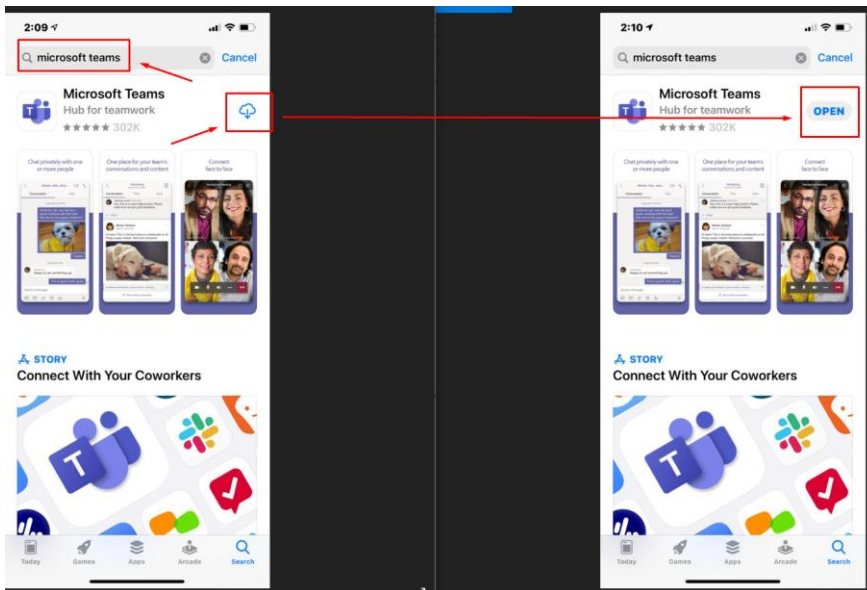 2:09
microsoft teams
Cancel
Microsoft Teams
Hub for teamwork
302K
Chat privately with one
or more people
One place for your team's
conversations and content
Connect
face to face
STORY
Connect With Your Coworkers
Today
Games
Apps
Arcade
Search
2:10
microsoft teams
Cancel
Microsoft Teams
Hub for teamwork
302K
OPEN
Chat privately with one
or more people
One place for your team's
conversations and content
Connect
face to face
STORY
Connect With Your Coworkers
Today
Games
Apps
Arcade
Search